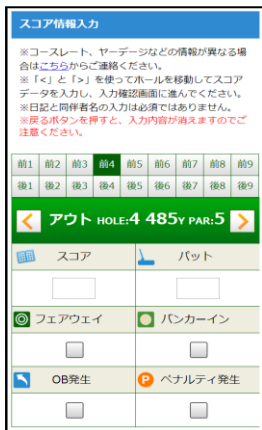 スコア情報入力
※コースレート、ヤーデージなどの情報が異なる場
合はこちらからご連絡ください。
※「<」と「>」を使ってホールを移動してスコア
データを入力し、入力確認画面に進んでください。
※日記と同伴者名の入力は必須ではありません。
※戻るボタンを押すと、入力内容が消えますのでご
注意ください。
前1 前2 前3 前4 前5 前6 前7 前8 前9
後1 後2 後3 後4 後5 後6 後7 後8 後9
< アウト HOLE:4 485Y PAR:5 >
スコア パット
フェアウェイ バンカーイン
OB発生 P ペナルティ発生